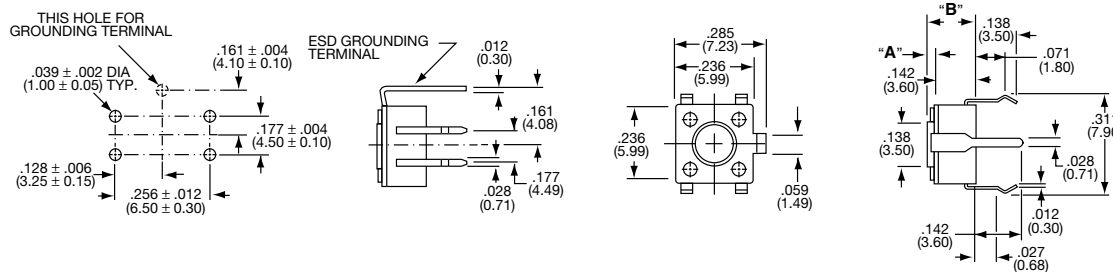 THIS HOLE FOR
GROUNDING TERMINAL
.039 ± .002 DIA
(1.00 ± 0.05) TYP.
.161 ± .004
(4.10 ± 0.10)
.177 ± .004
(4.50 ± 0.10)
.128 ± .006
(3.25 ± 0.15)
.256 ± .012
(6.50 ± 0.30)
ESD GROUNDING
TERMINAL
.012
(0.30)
.161
(4.08)
.028
(0.71)
.177
(4.49)
.285
(7.23)
.236
(5.99)
.236
(5.99)
.059
(1.49)
"B"
"A"
.138
(3.50)
.071
(1.80)
.142
(3.60)
.138
(3.50)
.311
(7.90
.028
(0.71)
.012
(0.30)
.142
(3.60)
.027
(0.68)